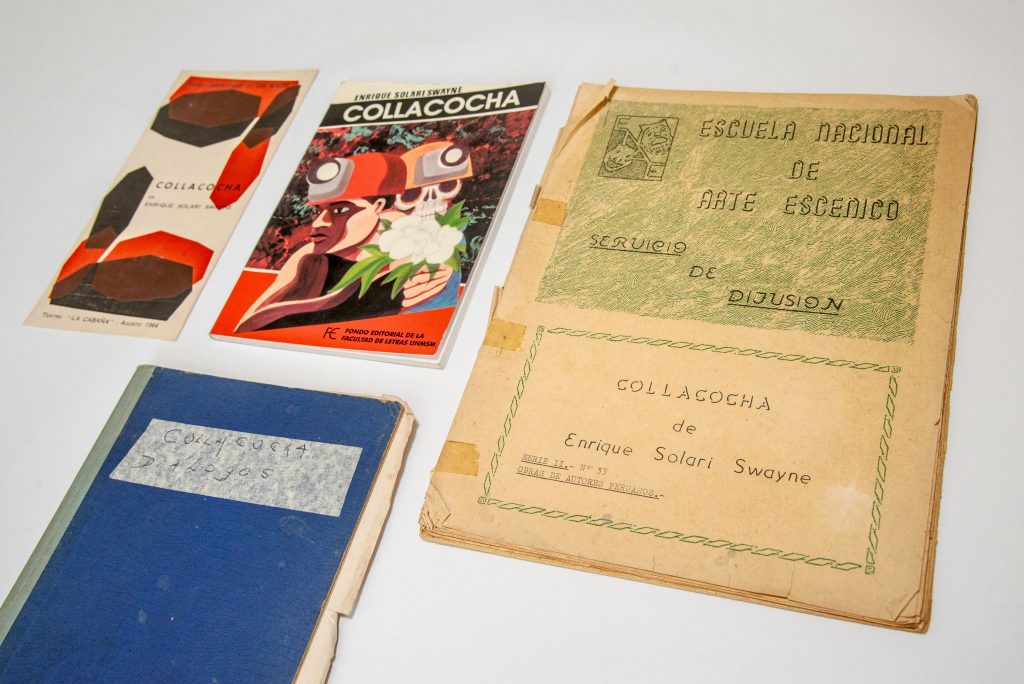 COLLACOCHA
DE
ENRIQUE SOLARI SWAYNE
TEATRO "LA CABAÑA" - AGOSTO 1964
ENRIQUE SOLARI SWAYNE
COLLACOCHA
FONDO EDITORIAL DE LA
FACULTAD DE LETRAS UNMSM
ESCUELA NACIONAL
DE
ARTE ESCENICO
SERVICIO
DE
DIFUSION
COLLACOCHA
de
Enrique Solari Swayne
SERIE II.- Nº 33
OBRAS DE AUTORES PERUANOS.-
COLLACOCHA